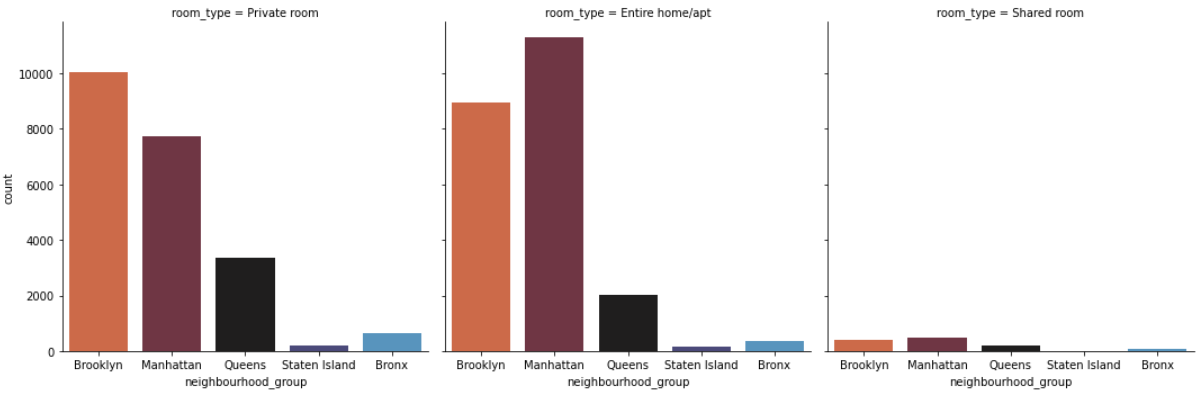 room_type = Private room
room_type = Entire home/apt
room_type = Shared room
count
10000
8000
6000
4000
2000
0
Brooklyn Manhattan Queens Staten Island Bronx
neighbourhood_group
Brooklyn Manhattan Queens Staten Island Bronx
neighbourhood_group
Brooklyn Manhattan Queens Staten Island Bronx
neighbourhood_group